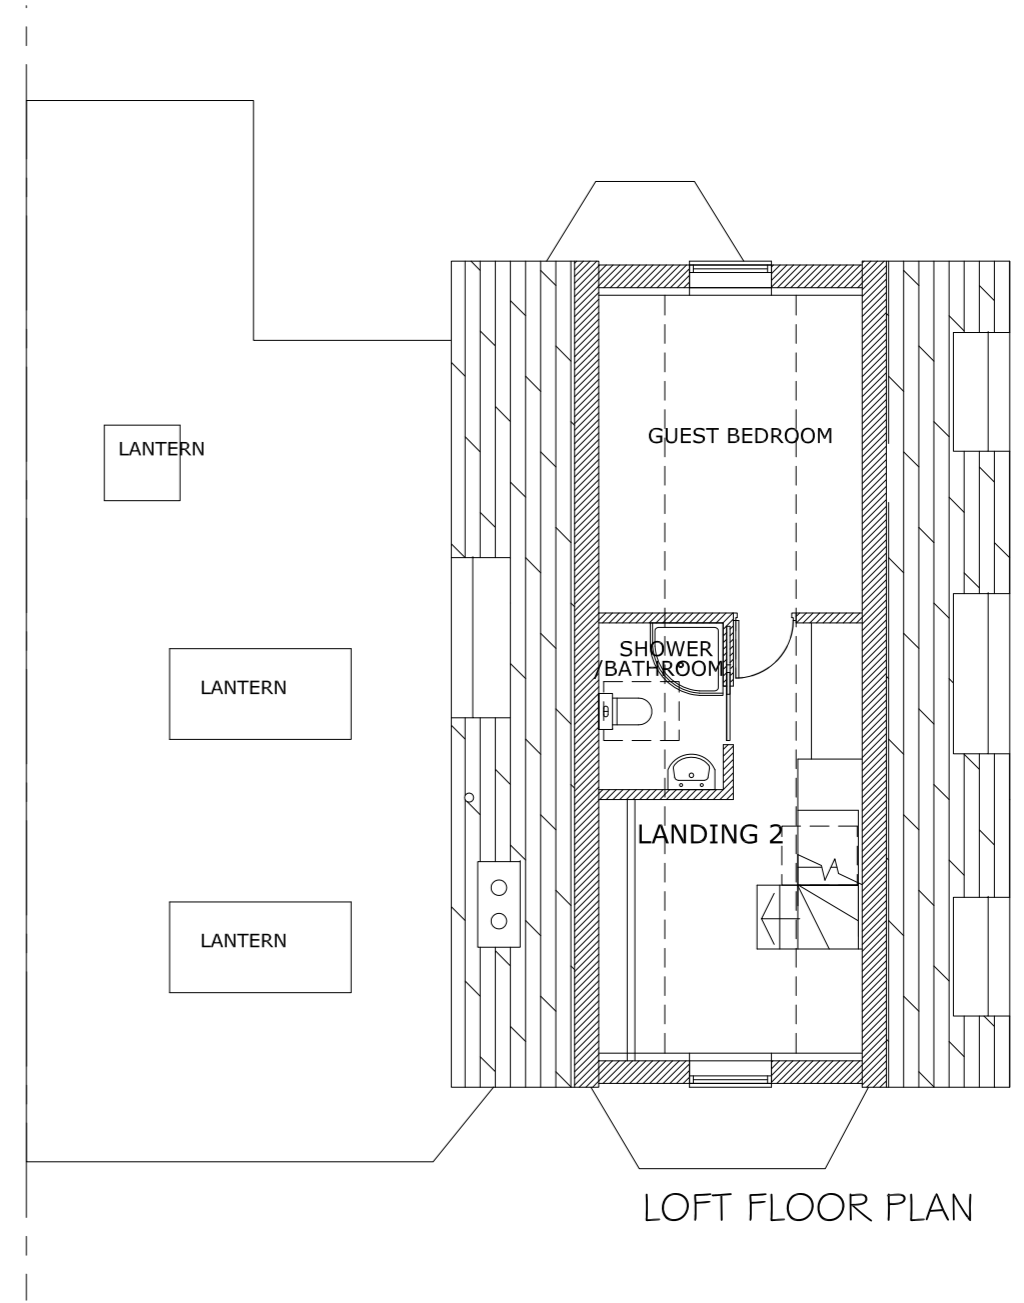 GUEST BEDROOM
LANTERN
SHOWER
/BATHROOM
LANTERN
LANDING 2
LANTERN
LOFT FLOOR PLAN